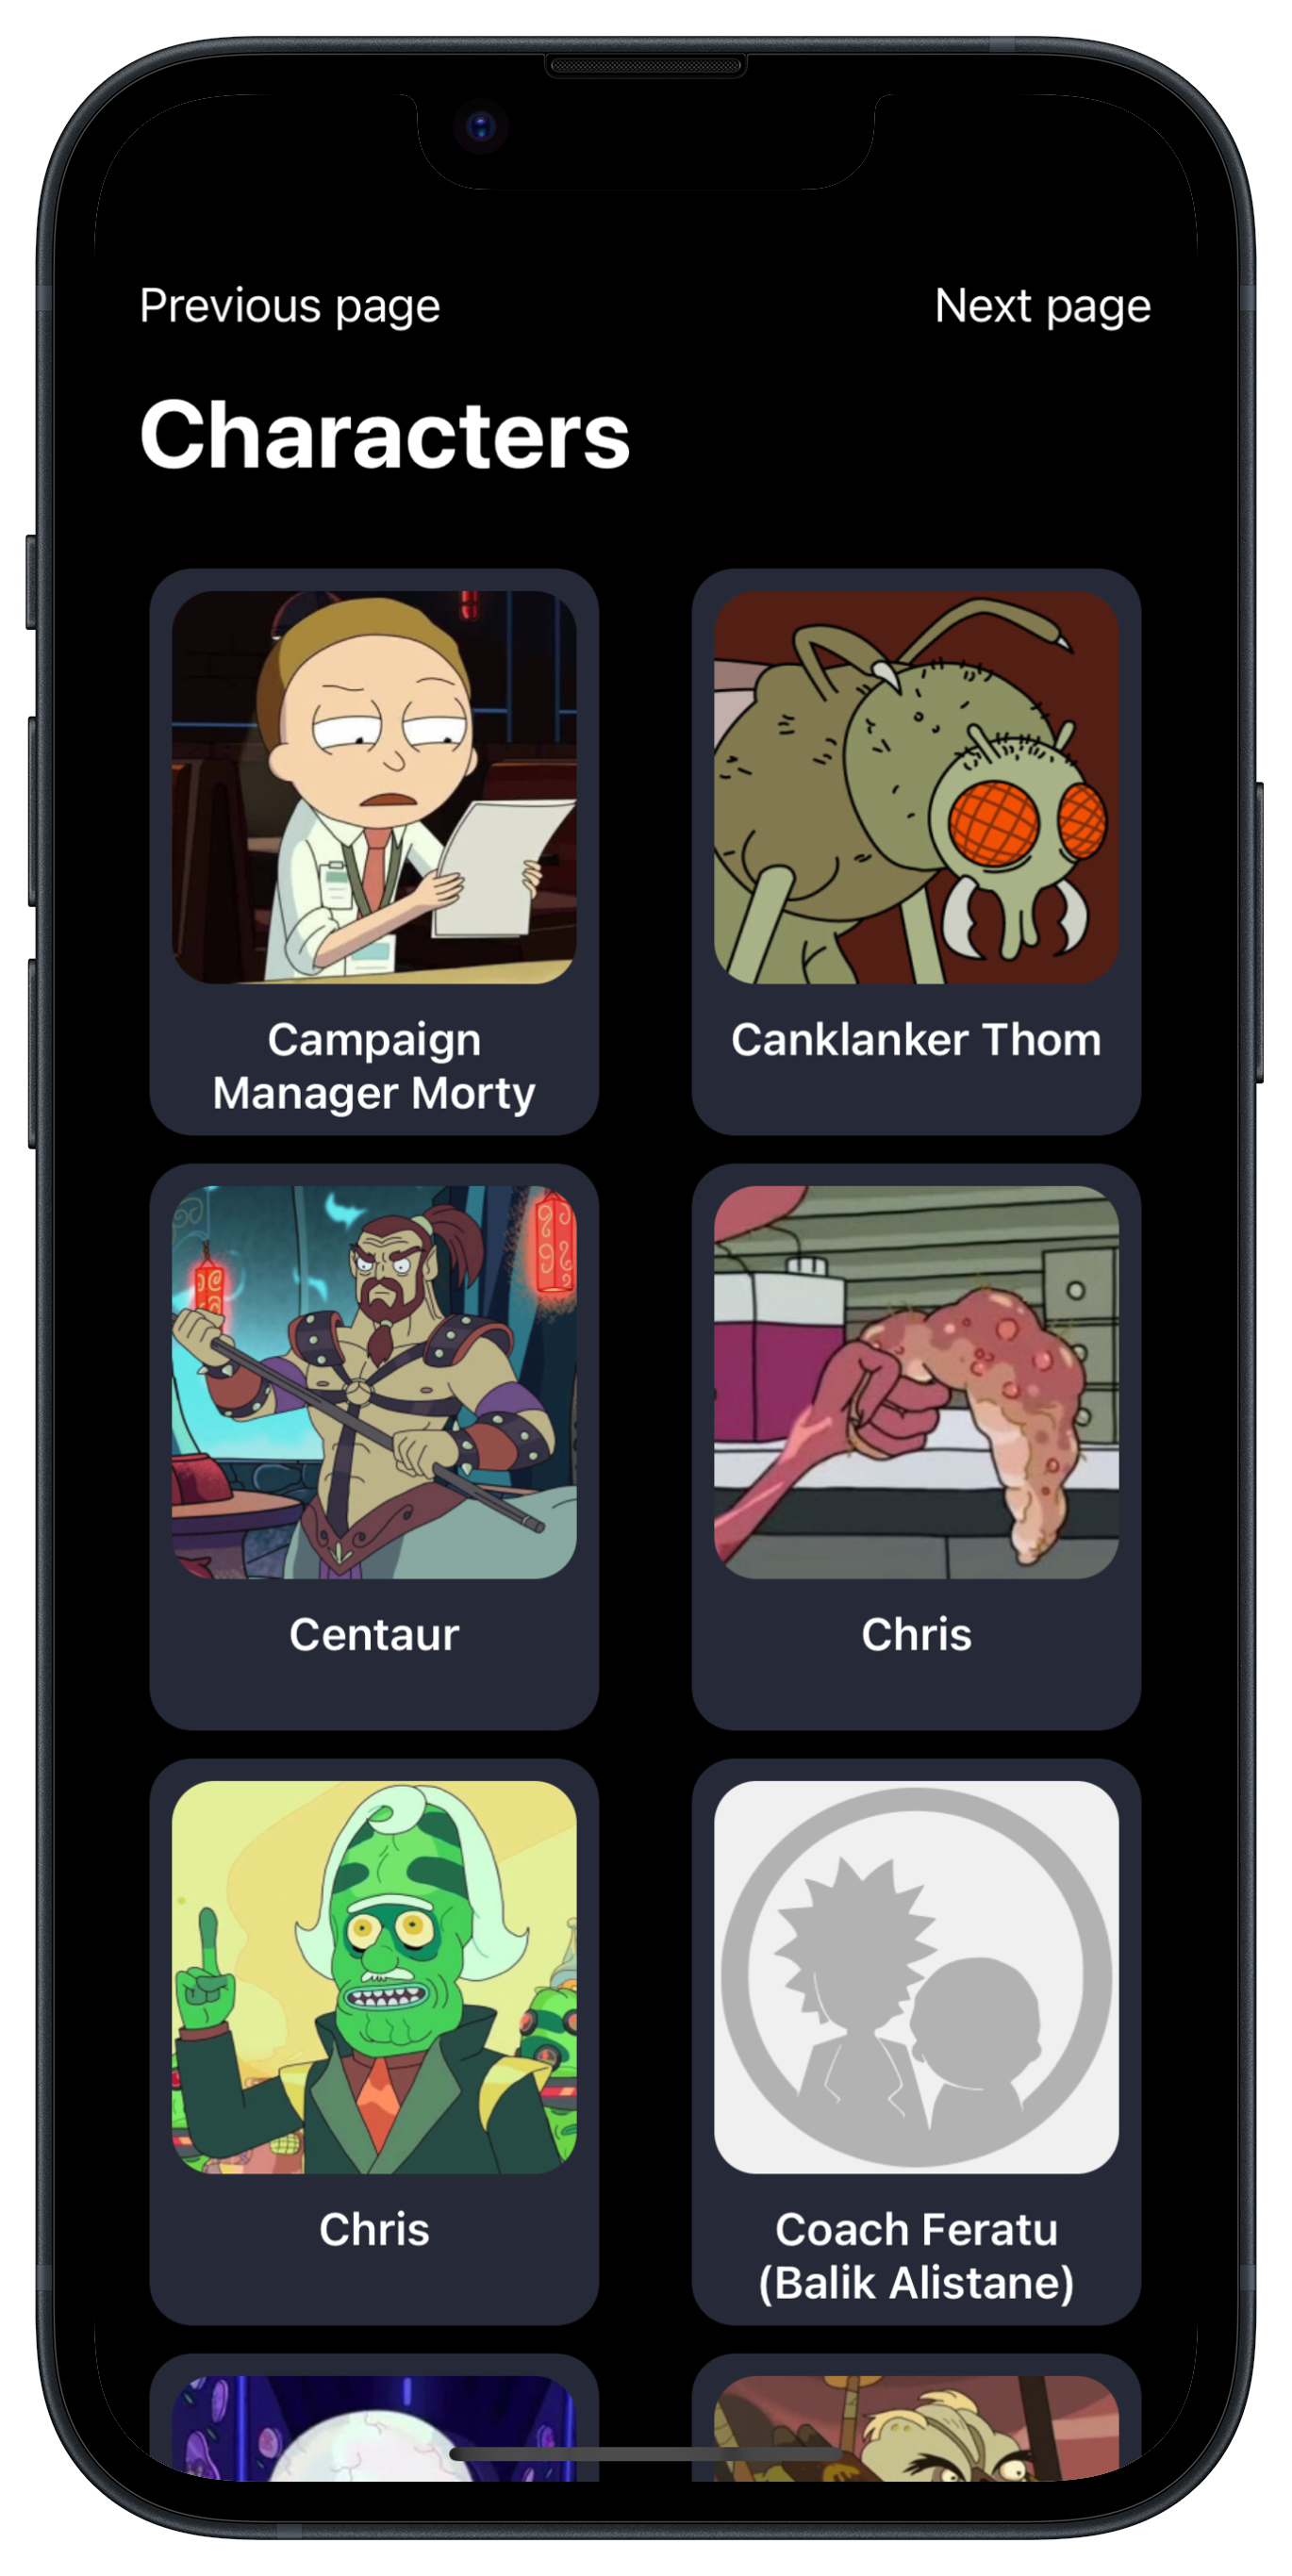 Previous page
Next page
Characters
Campaign
Manager Morty
Canklanker Thom
Centaur
Chris
Chris
Coach Feratu
(Balik Alistane)